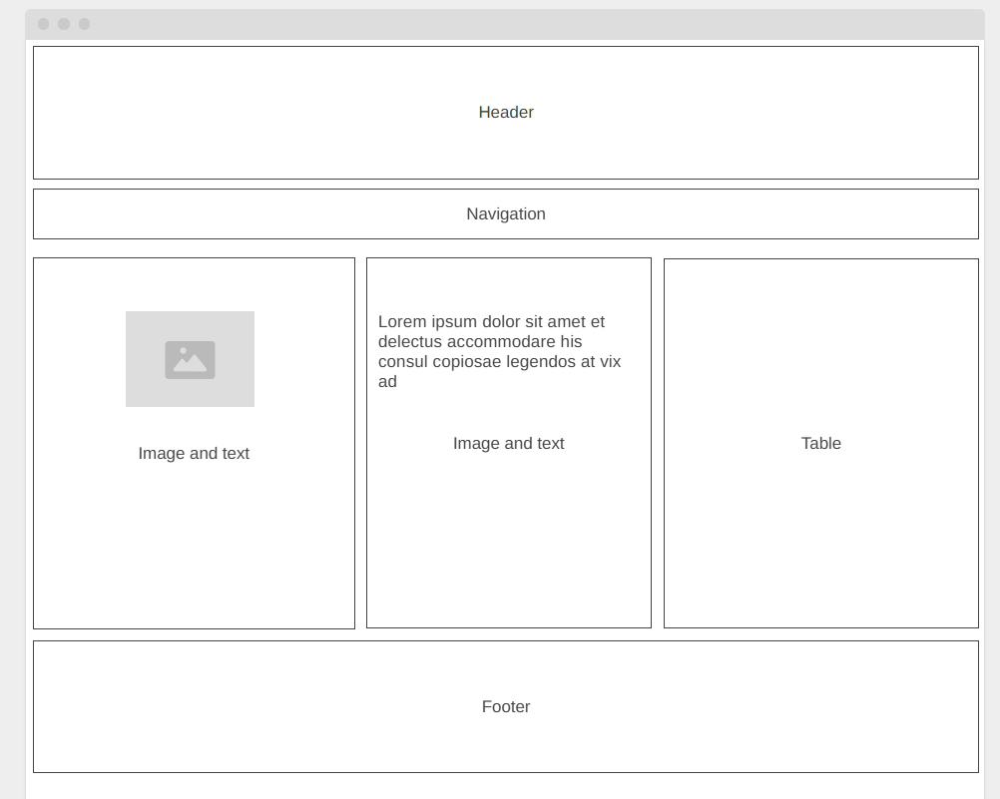 Header
Navigation
Image and text
Lorem ipsum dolor sit amet et
delectus accommodare his
consul copiosae legendos at vix
ad
Image and text
Table
Footer